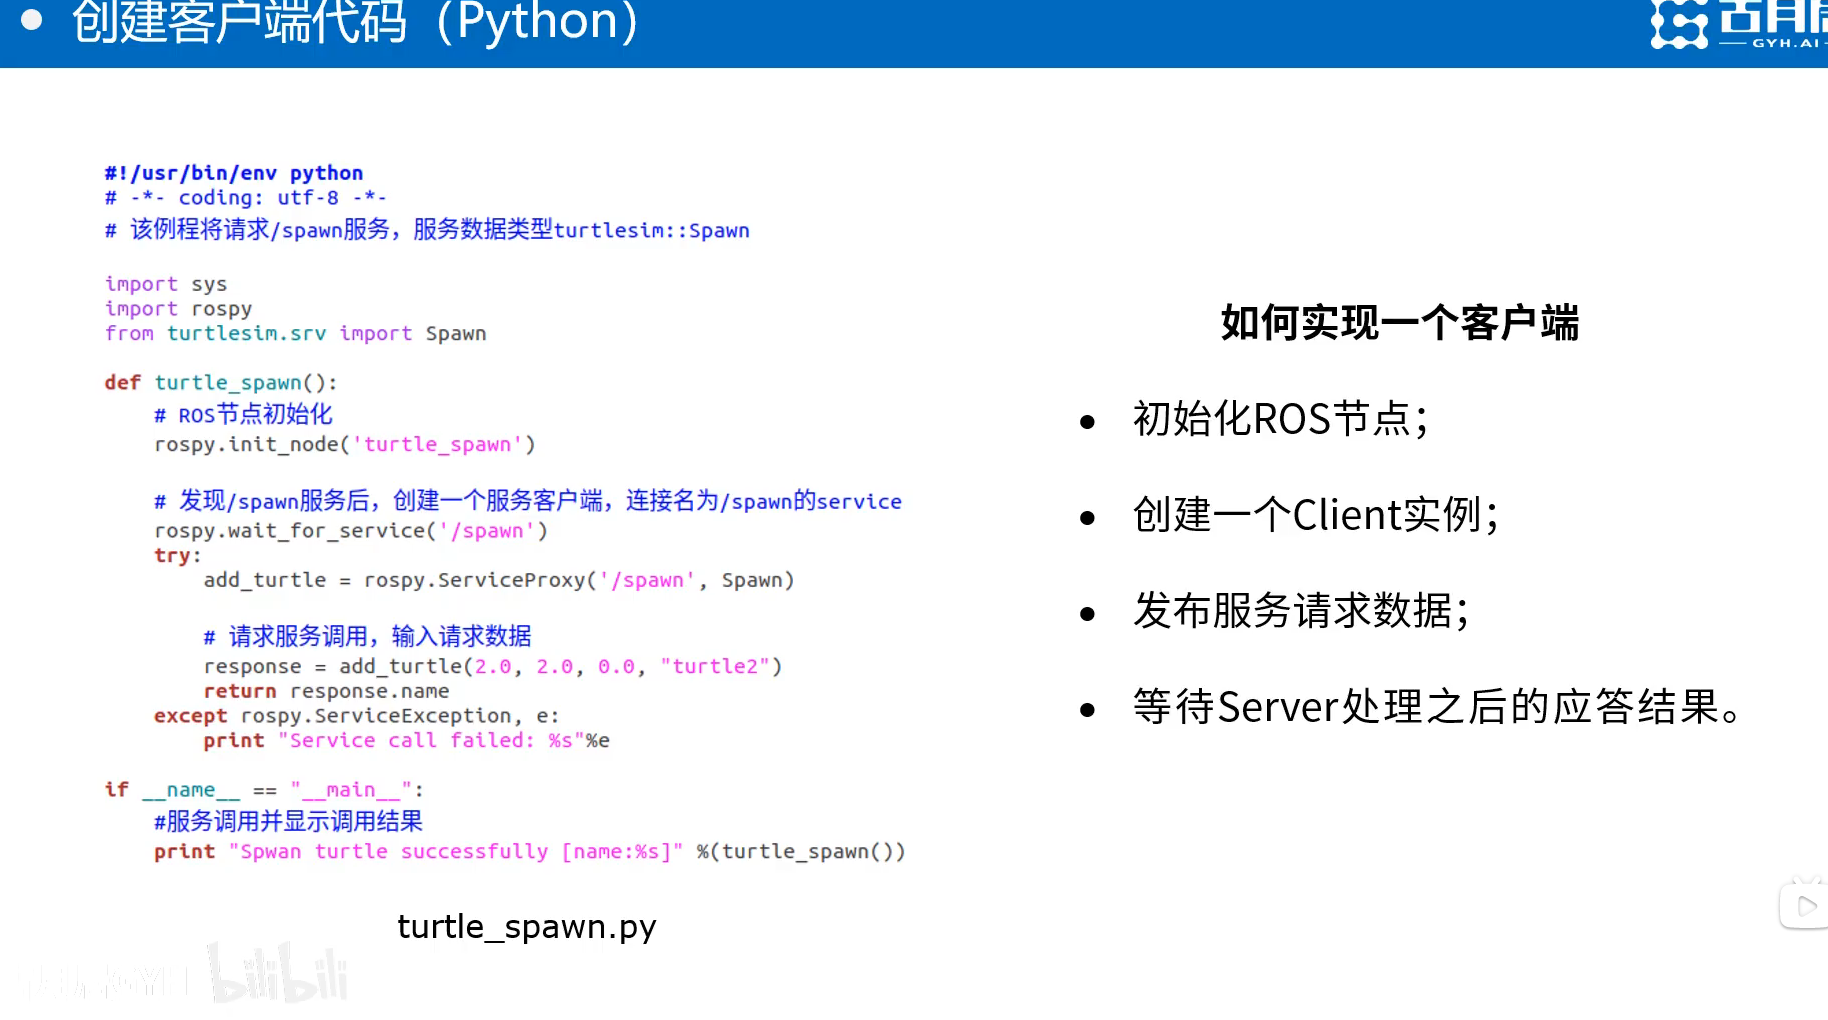 创建客户端代码（Python）
GYH.AI
#!/usr/bin/env python
# -*- coding: utf-8 -*-
# 该例程将请求/spawn服务，服务数据类型turtlesim::Spawn
import sys
import rospy
from turtlesim.srv import Spawn
def turtle_spawn():
# ROS节点初始化
rospy.init_node('turtle_spawn')
# 发现/spawn服务后，创建一个服务客户端，连接名为/spawn的service
rospy.wait_for_service('/spawn')
try:
add_turtle = rospy.ServiceProxy('/spawn', Spawn)
# 请求服务调用，输入请求数据
response = add_turtle(2.0, 2.0, 0.0, "turtle2")
return response.name
except rospy.ServiceException, e:
print "Service call failed: %s"%e
if __name__ == "__main__":
#服务调用并显示调用结果
print "Spwan turtle successfully [name:%s]" %(turtle_spawn())
turtle_spawn.py
如何实现一个客户端
初始化ROS节点；
创建一个Client实例；
发布服务请求数据；
等待Server处理之后的应答结果。
bilibili